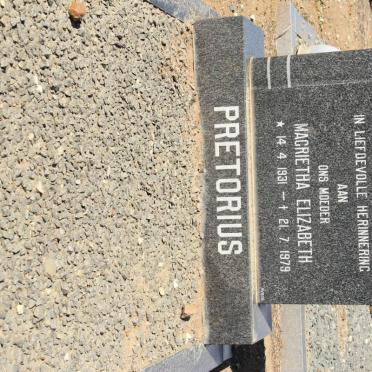 IN LIEFDEVOLLE HERINNERING
AAN
ONS MOEDER
MAGRIETHA ELIZABETH
★ 14. 4. 1931 — † 21. 7. 1979
PRETORIUS